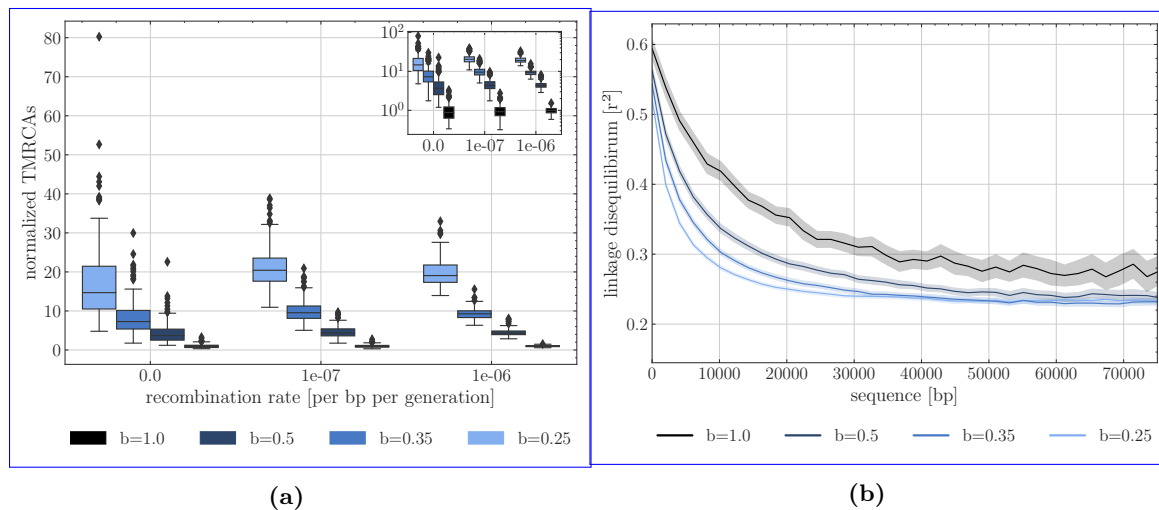 80
70
60
50
40
30
20
10
0
normalized TMRCAs
10²
10¹
10⁰
0.0
1e-07
1e-06
0.0
1e-07
1e-06
recombination rate [per bp per generation]
b=1.0
b=0.5
b=0.35
b=0.25
(a)
0.6
0.5
0.4
0.3
0.2
linkage disequilibirum [r²]
0
10000
20000
30000
40000
50000
60000
70000
sequence [bp]
b=1.0
b=0.5
b=0.35
b=0.25
(b)